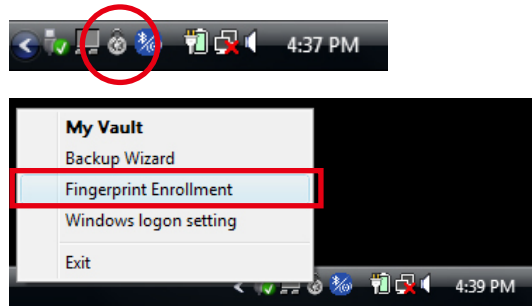 4:37 PM
My Vault
Backup Wizard
Fingerprint Enrollment
Windows logon setting
Exit
4:39 PM